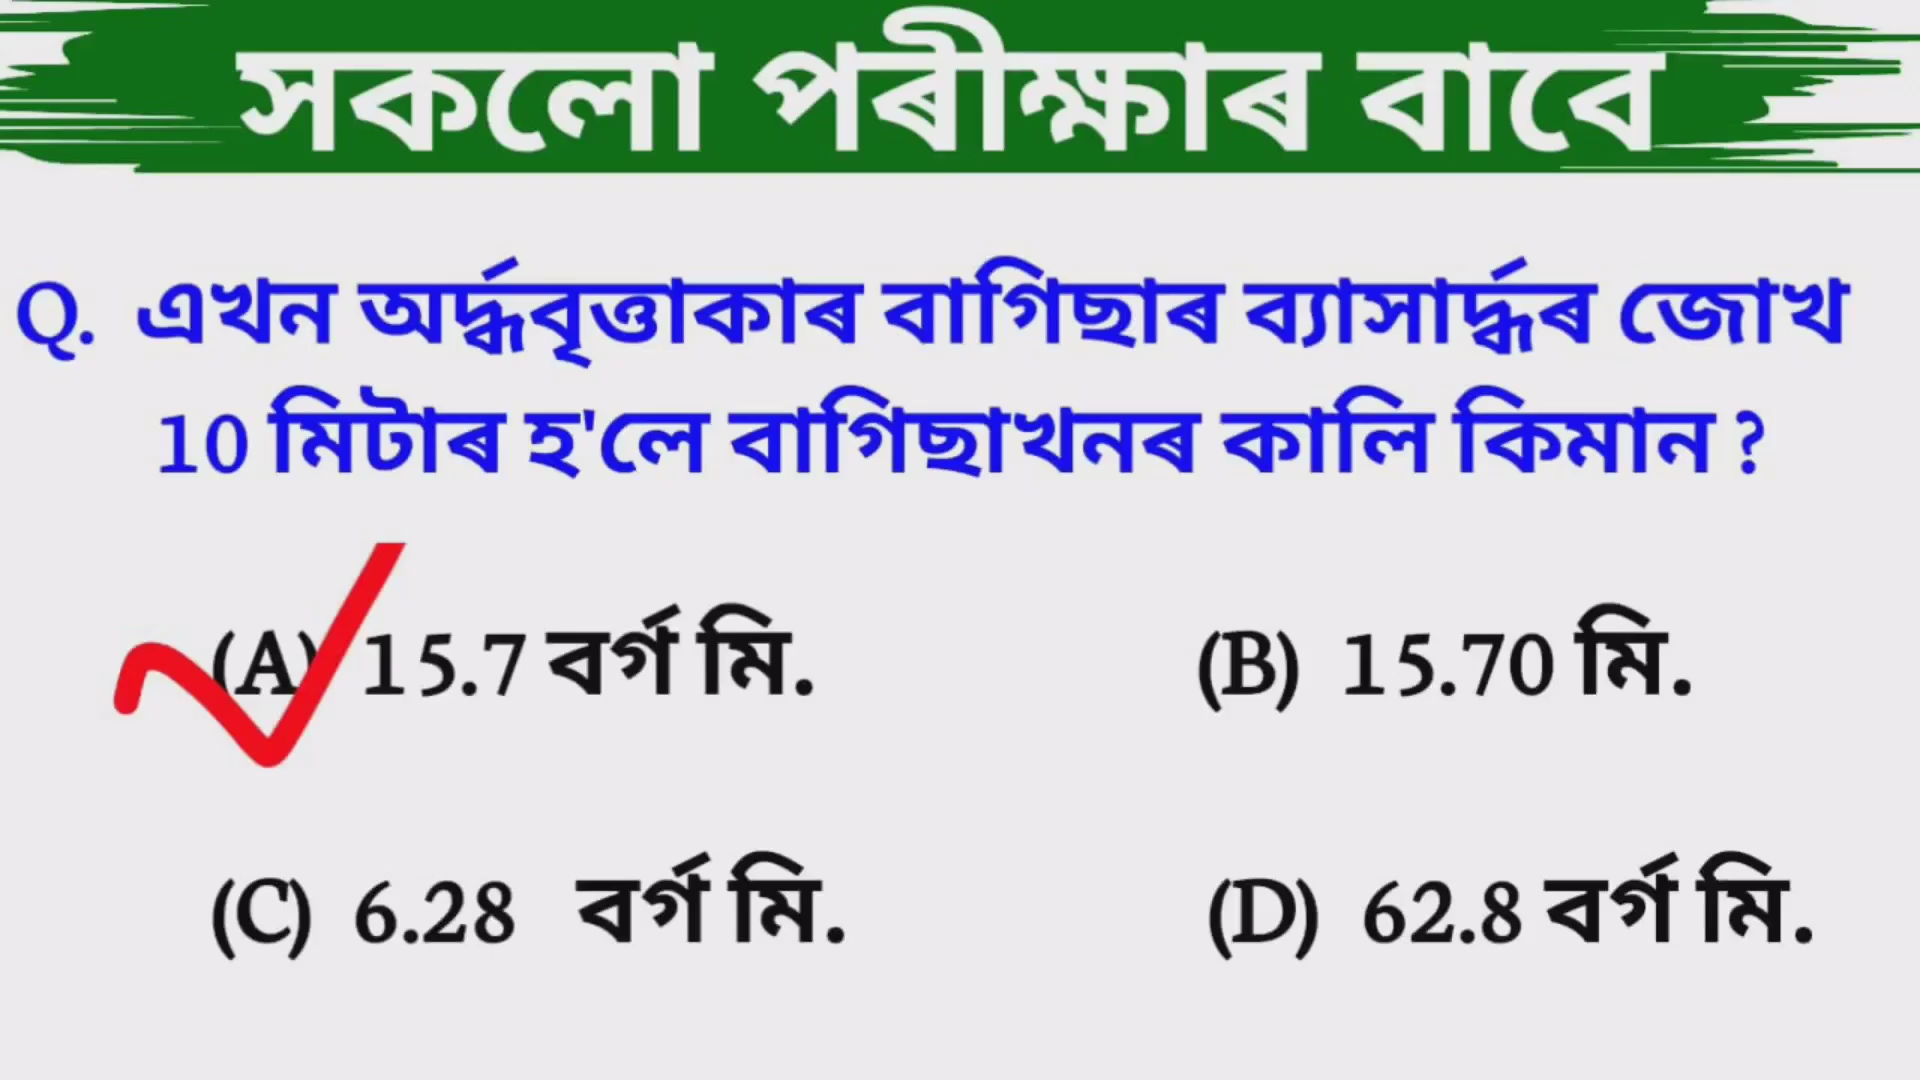 সকলো পৰীক্ষাৰ বাবে
Q. এখন অৰ্দ্ধবৃত্তাকাৰ বাগিছাৰ ব্যাসাৰ্দ্ধৰ জোখ
10 মিটাৰ হ'লে বাগিছাখনৰ কালি কিমান ?
(A) 15.7 বৰ্গ মি. (B) 15.70 মি.
(C) 6.28 বৰ্গ মি. (D) 62.8 বৰ্গ মি.